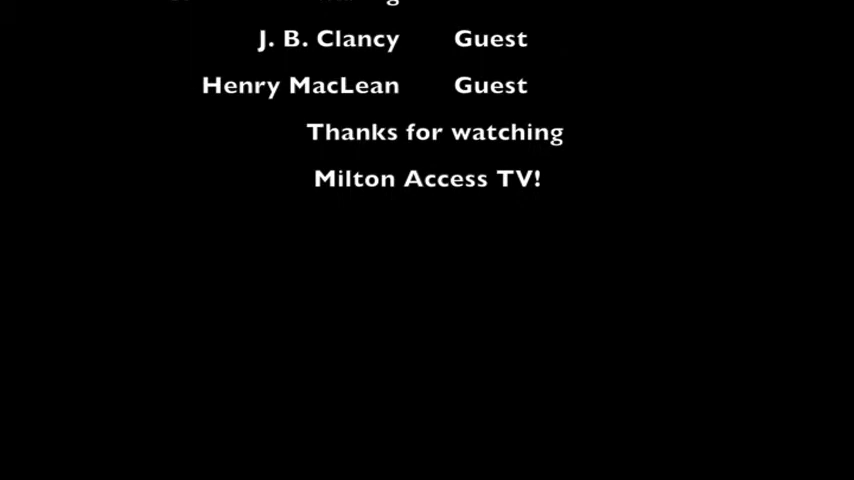 J. B. Clancy Guest
Henry MacLean Guest
Thanks for watching
Milton Access TV!